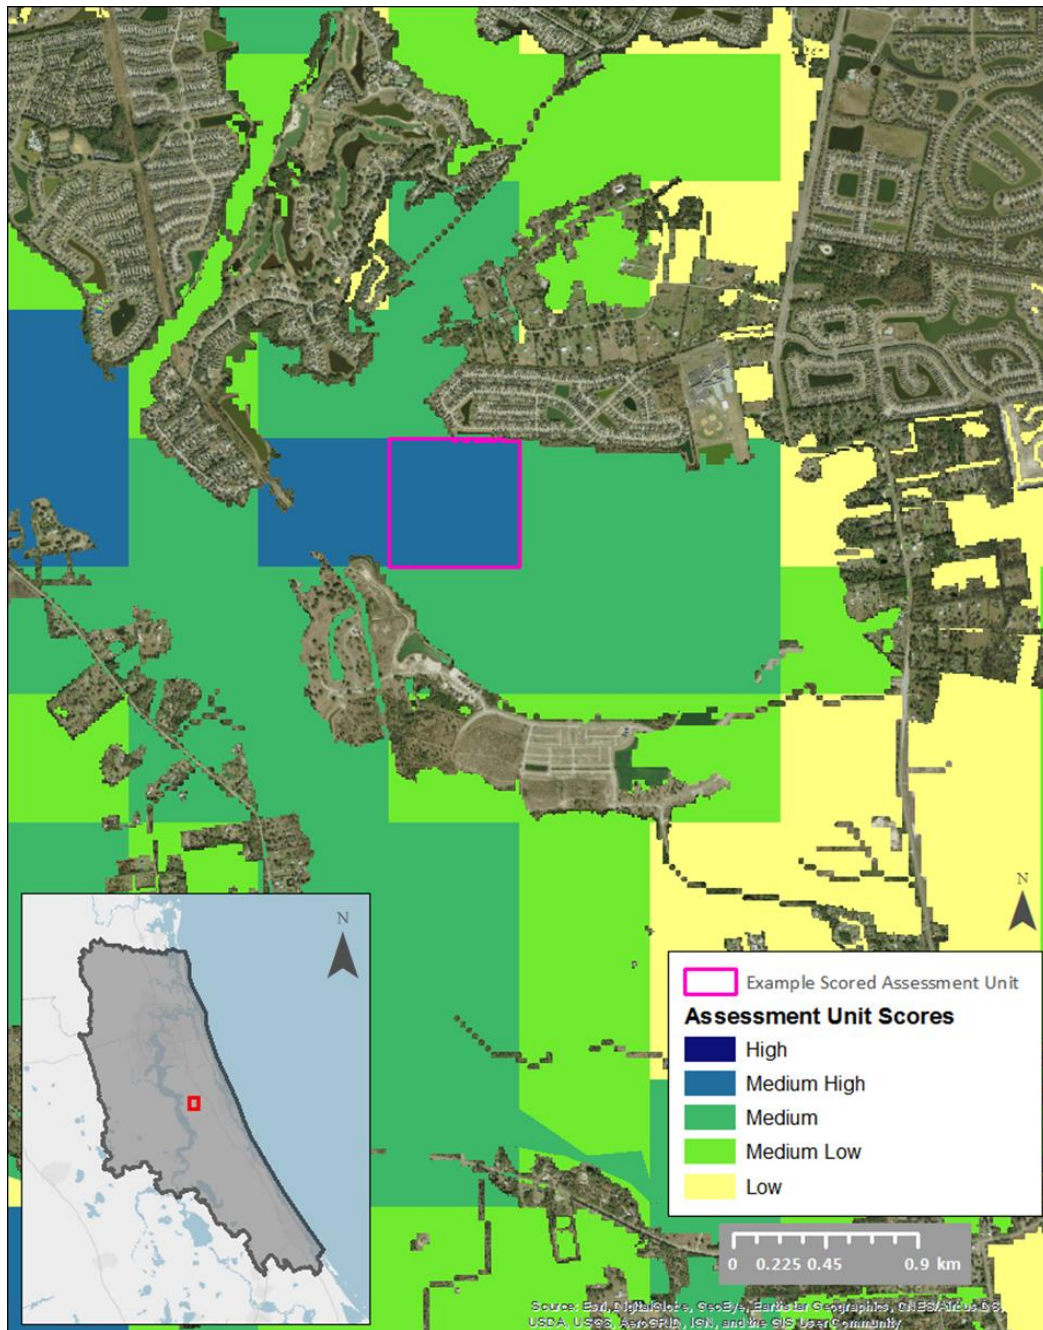 N
N
Example Scored Assessment Unit
Assessment Unit Scores
High
Medium High
Medium
Medium Low
Low
0 0.225 0.45 0.9 km
Source: Esri, DigitalGlobe, GeoEye, Earthstar Geographics, CNES/Airbus DS,
USDA, USGS, AeroGRID, IGN, and the GIS User Community